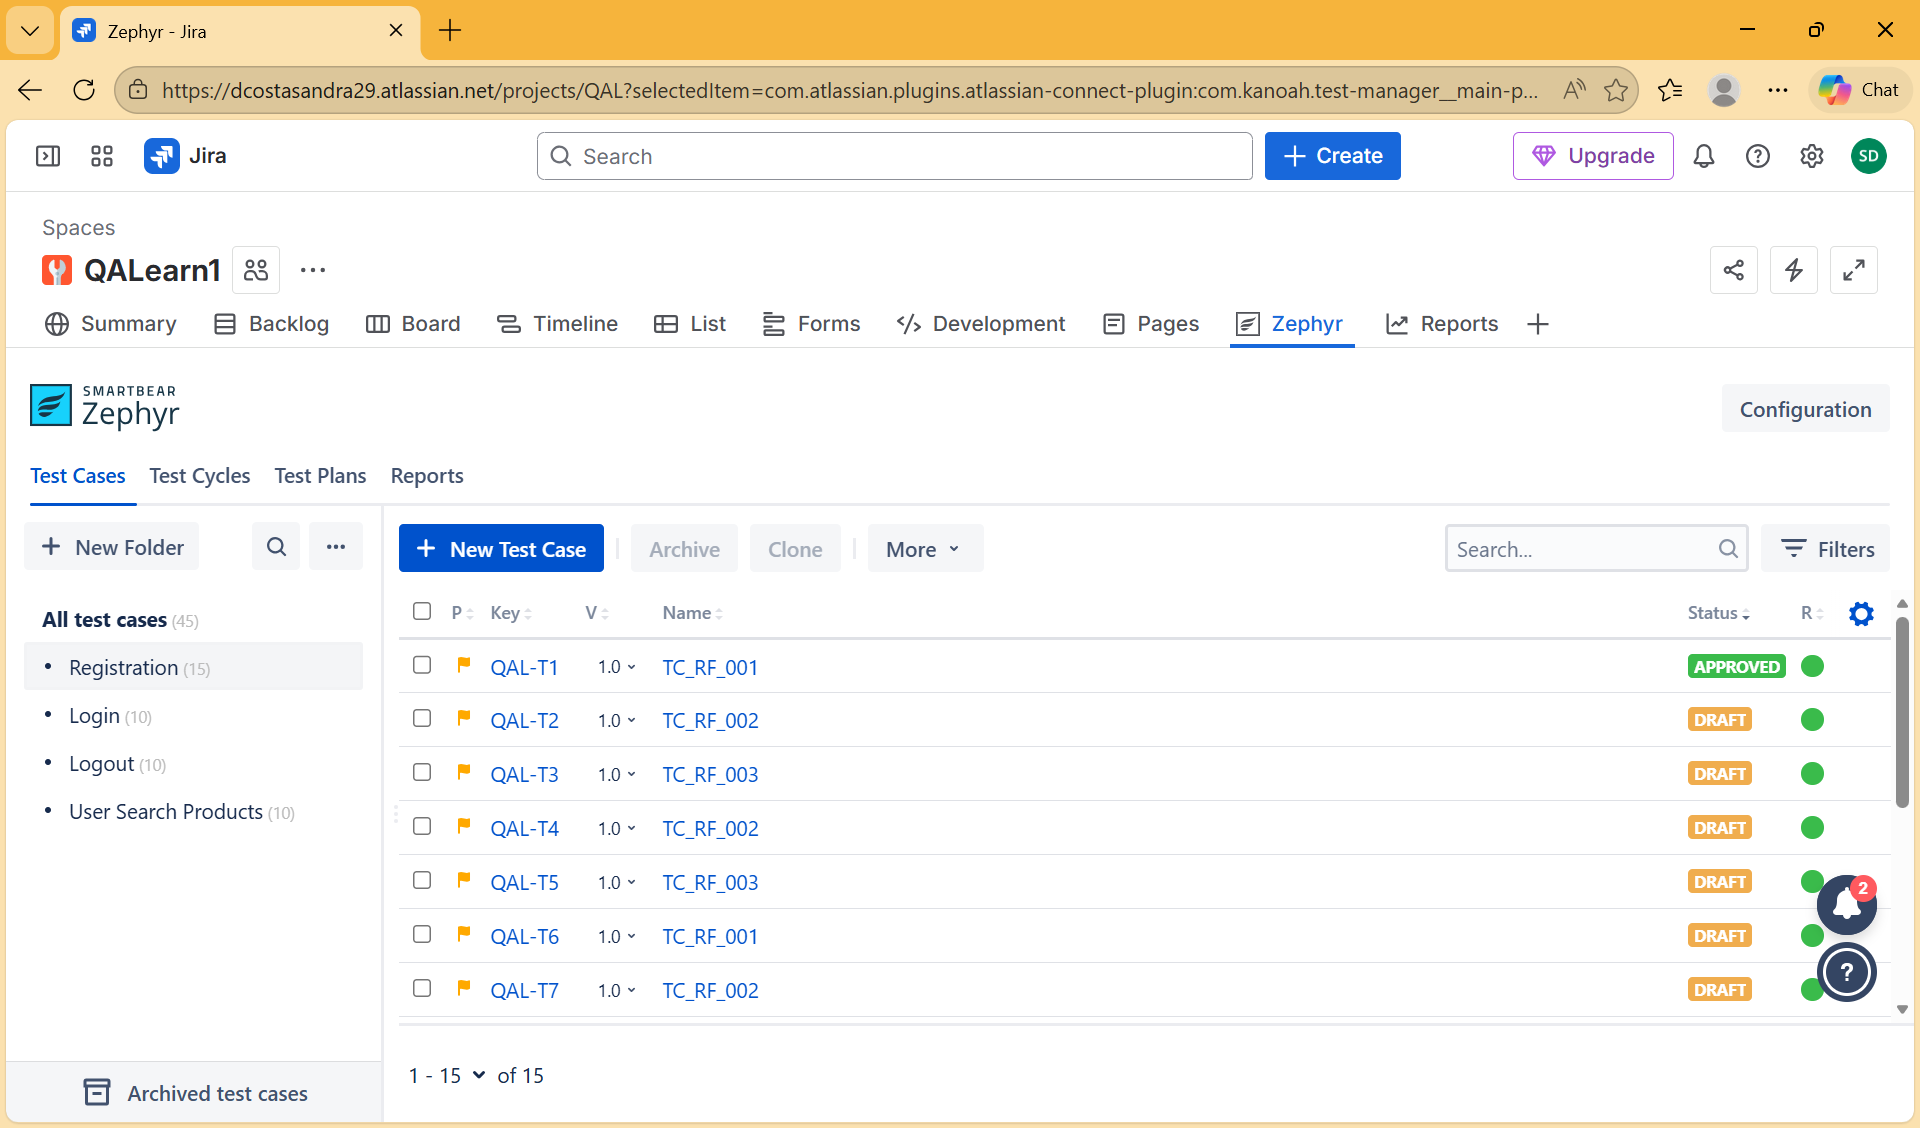 Zephyr - Jira
https://dcostasandra29.atlassian.net/projects/QAL?selectedItem=com.atlassian.plugins.atlassian-connect-plugin:com.kanoah.test-manager__main-p...
Chat
Jira
Search
Create
Upgrade
SD
Spaces
QALearn1
Summary Backlog Board Timeline List Forms Development Pages Zephyr Reports
SMARTBEAR
Zephyr
Configuration
Test Cases Test Cycles Test Plans Reports
New Folder
New Test Case Archive Clone More
Search... Filters
All test cases (45)
Registration (15)
Login (10)
Logout (10)
User Search Products (10)
Archived test cases
P Key V Name Status R
QAL-T1 1.0 TC_RF_001 APPROVED
QAL-T2 1.0 TC_RF_002 DRAFT
QAL-T3 1.0 TC_RF_003 DRAFT
QAL-T4 1.0 TC_RF_002 DRAFT
QAL-T5 1.0 TC_RF_003 DRAFT
QAL-T6 1.0 TC_RF_001 DRAFT
QAL-T7 1.0 TC_RF_002 DRAFT
2
?
1 - 15 of 15